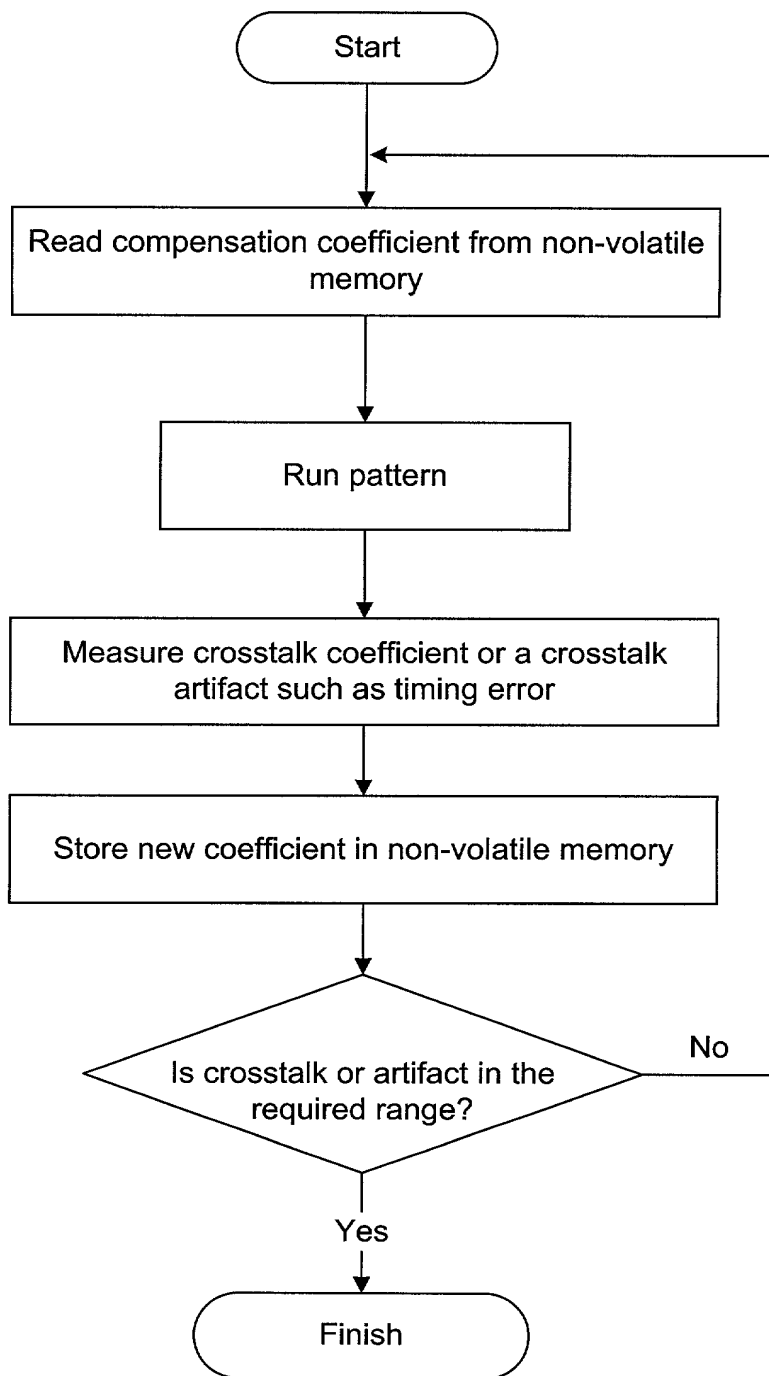 Start
Read compensation coefficient from non-volatile
memory
Run pattern
Measure crosstalk coefficient or a crosstalk
artifact such as timing error
Store new coefficient in non-volatile memory
Is crosstalk or artifact in the
required range?
No
Yes
Finish